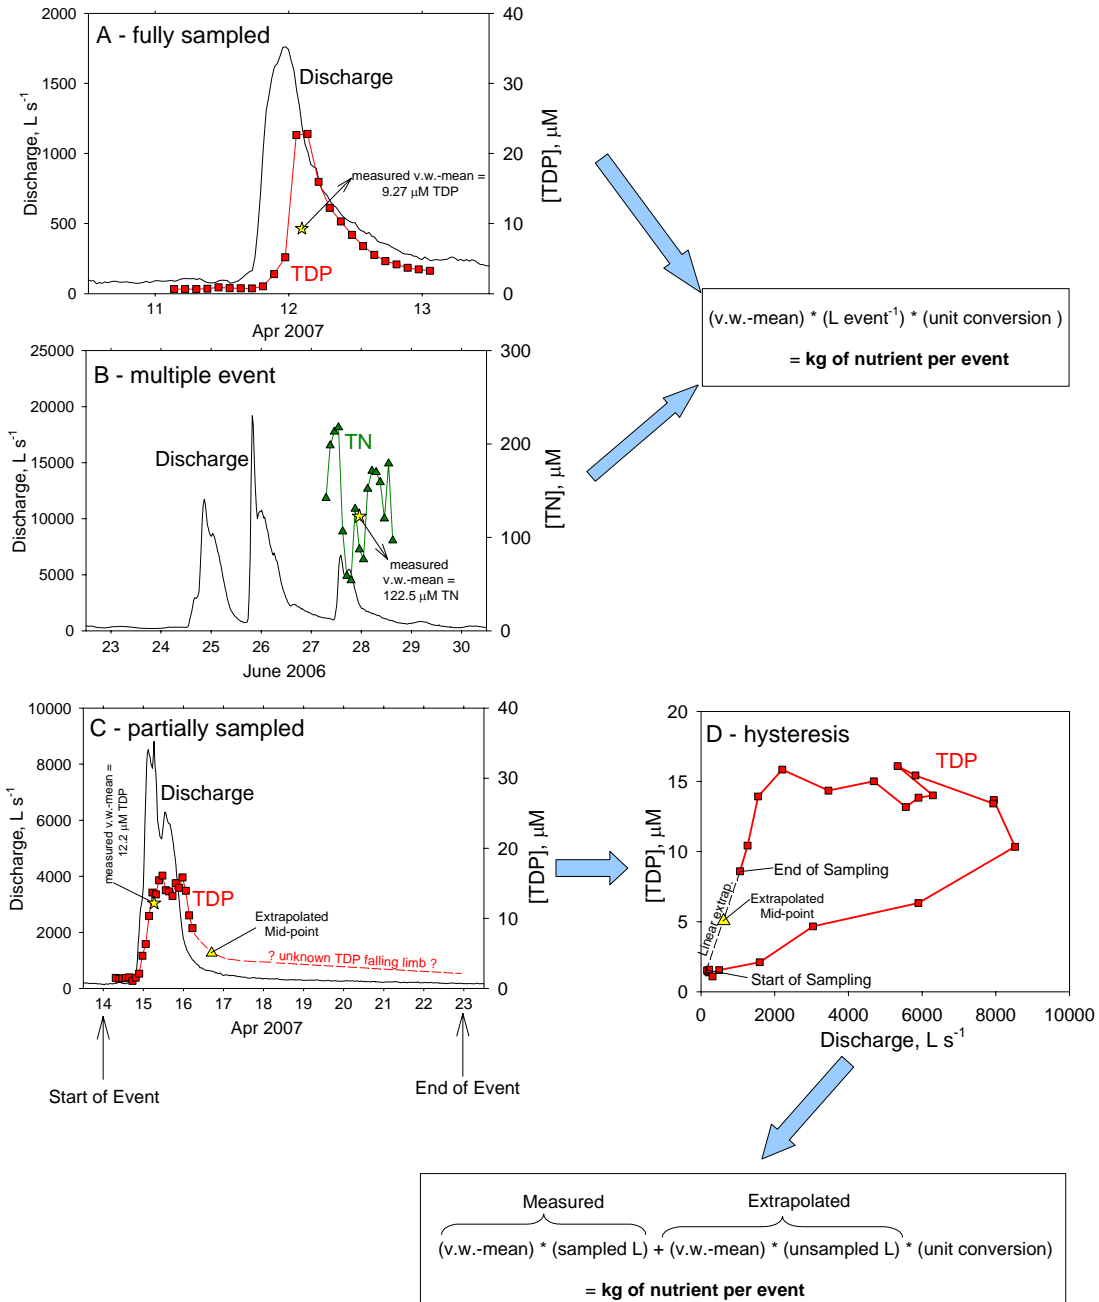 A - fully sampled
2000
1500
1000
500
0
Discharge, L s-1
40
30
20
10
0
[TDP], μM
Discharge
measured v.w.-mean =
9.27 μM TDP
TDP
11
12
13
Apr 2007
(v.w.-mean) * (L event-1) * (unit conversion )
= kg of nutrient per event
B - multiple event
25000
20000
15000
10000
5000
0
Discharge, L s-1
300
200
100
0
[TN], μM
Discharge
TN
measured
v.w.-mean =
122.5 μM TN
23
24
25
26
27
28
29
30
June 2006
C - partially sampled
10000
8000
6000
4000
2000
0
Discharge, L s-1
40
30
20
10
0
[TDP], μM
measured v.w.-mean =
12.2 μM TDP
Discharge
TDP
Extrapolated
Mid-point
? unknown TDP falling limb ?
14
15
16
17
18
19
20
21
22
23
Apr 2007
Start of Event
End of Event
D - hysteresis
20
15
10
5
0
[TDP], μM
TDP
End of Sampling
Extrapolated
Mid-point
Linear extrap.
Start of Sampling
0
2000
4000
6000
8000
10000
Discharge, L s-1
Measured
Extrapolated
(v.w.-mean) * (sampled L) + (v.w.-mean) * (unsampled L) * (unit conversion)
= kg of nutrient per event